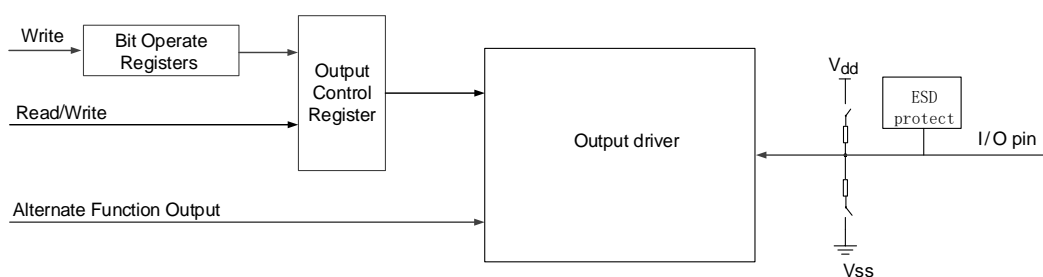 Write
Bit Operate
Registers
Output
Control
Register
Read/Write
Alternate Function Output
Output driver
Vdd
ESD
protect
I/O pin
Vss